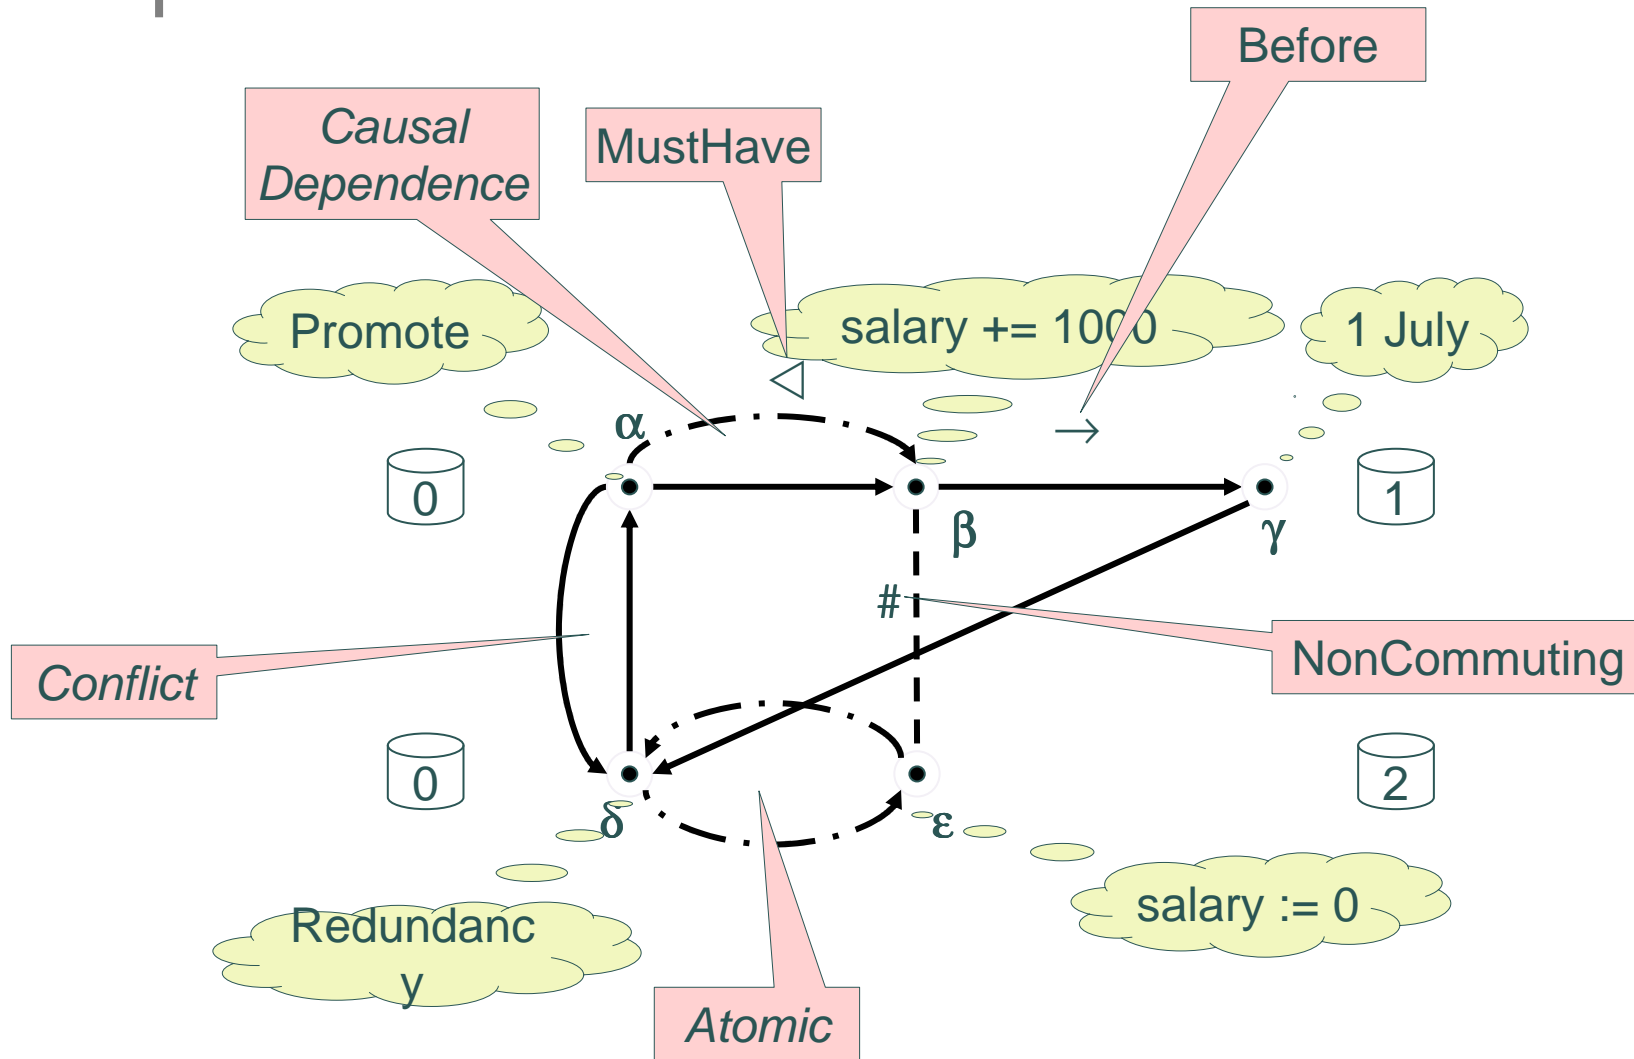 Before
Causal
Dependence
MustHave
Promote
salary += 1000
1 July
◁
α
→
0
1
β
γ
#
Conflict
NonCommuting
0
2
δ
ε
Redundanc
y
salary := 0
Atomic